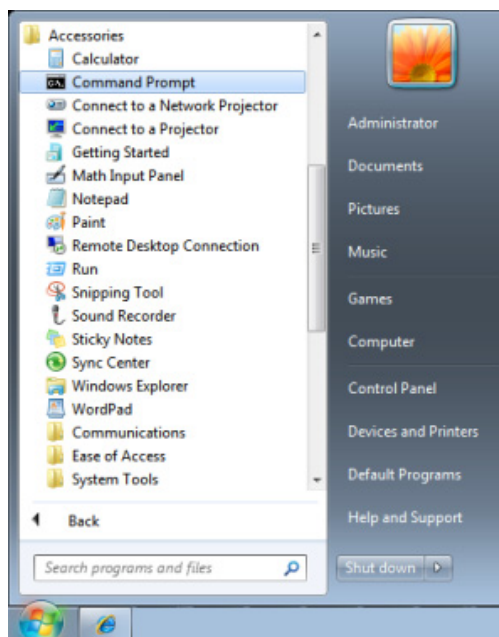 Accessories
Calculator
Command Prompt
Connect to a Network Projector
Connect to a Projector
Getting Started
Math Input Panel
Notepad
Paint
Remote Desktop Connection
Run
Snipping Tool
Sound Recorder
Sticky Notes
Sync Center
Windows Explorer
WordPad
Communications
Ease of Access
System Tools
Back
Search programs and files
Administrator
Documents
Pictures
Music
Games
Computer
Control Panel
Devices and Printers
Default Programs
Help and Support
Shut down